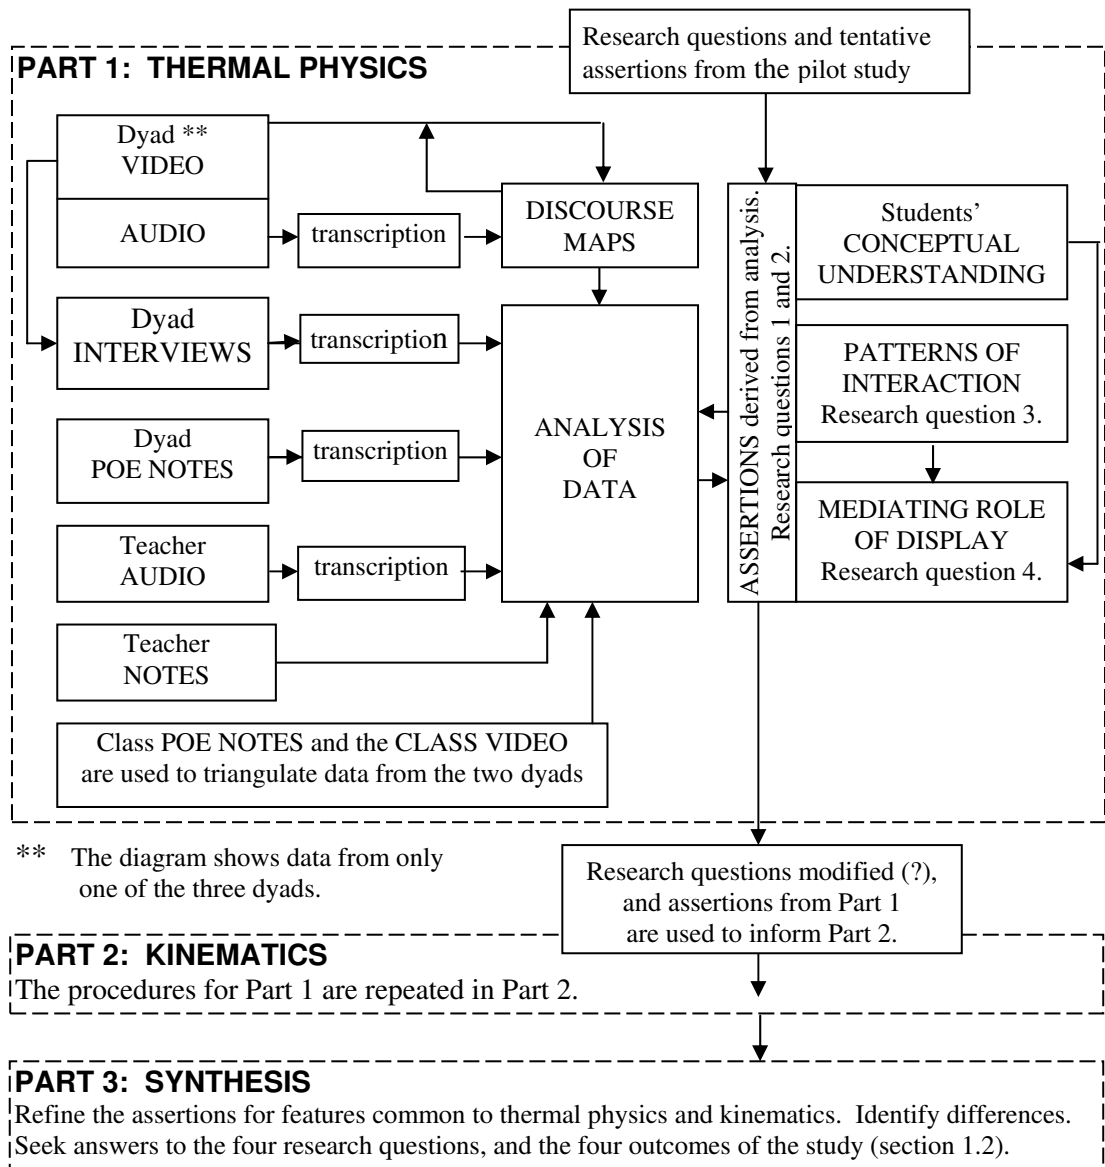 Research questions and tentative
assertions from the pilot study
PART 1: THERMAL PHYSICS
Dyad **
VIDEO
AUDIO
transcription
DISCOURSE
MAPS
Dyad
INTERVIEWS
transcription
Dyad
POE NOTES
transcription
Teacher
AUDIO
transcription
Teacher
NOTES
Class POE NOTES and the CLASS VIDEO
are used to triangulate data from the two dyads
ANALYSIS
OF
DATA
ASSERTIONS derived from analysis.
Research questions 1 and 2.
Students’
CONCEPTUAL
UNDERSTANDING
PATTERNS OF
INTERACTION
Research question 3.
MEDIATING ROLE
OF DISPLAY
Research question 4.
** The diagram shows data from only
one of the three dyads.
Research questions modified (?),
and assertions from Part 1
are used to inform Part 2.
PART 2: KINEMATICS
The procedures for Part 1 are repeated in Part 2.
PART 3: SYNTHESIS
Refine the assertions for features common to thermal physics and kinematics. Identify differences.
Seek answers to the four research questions, and the four outcomes of the study (section 1.2).